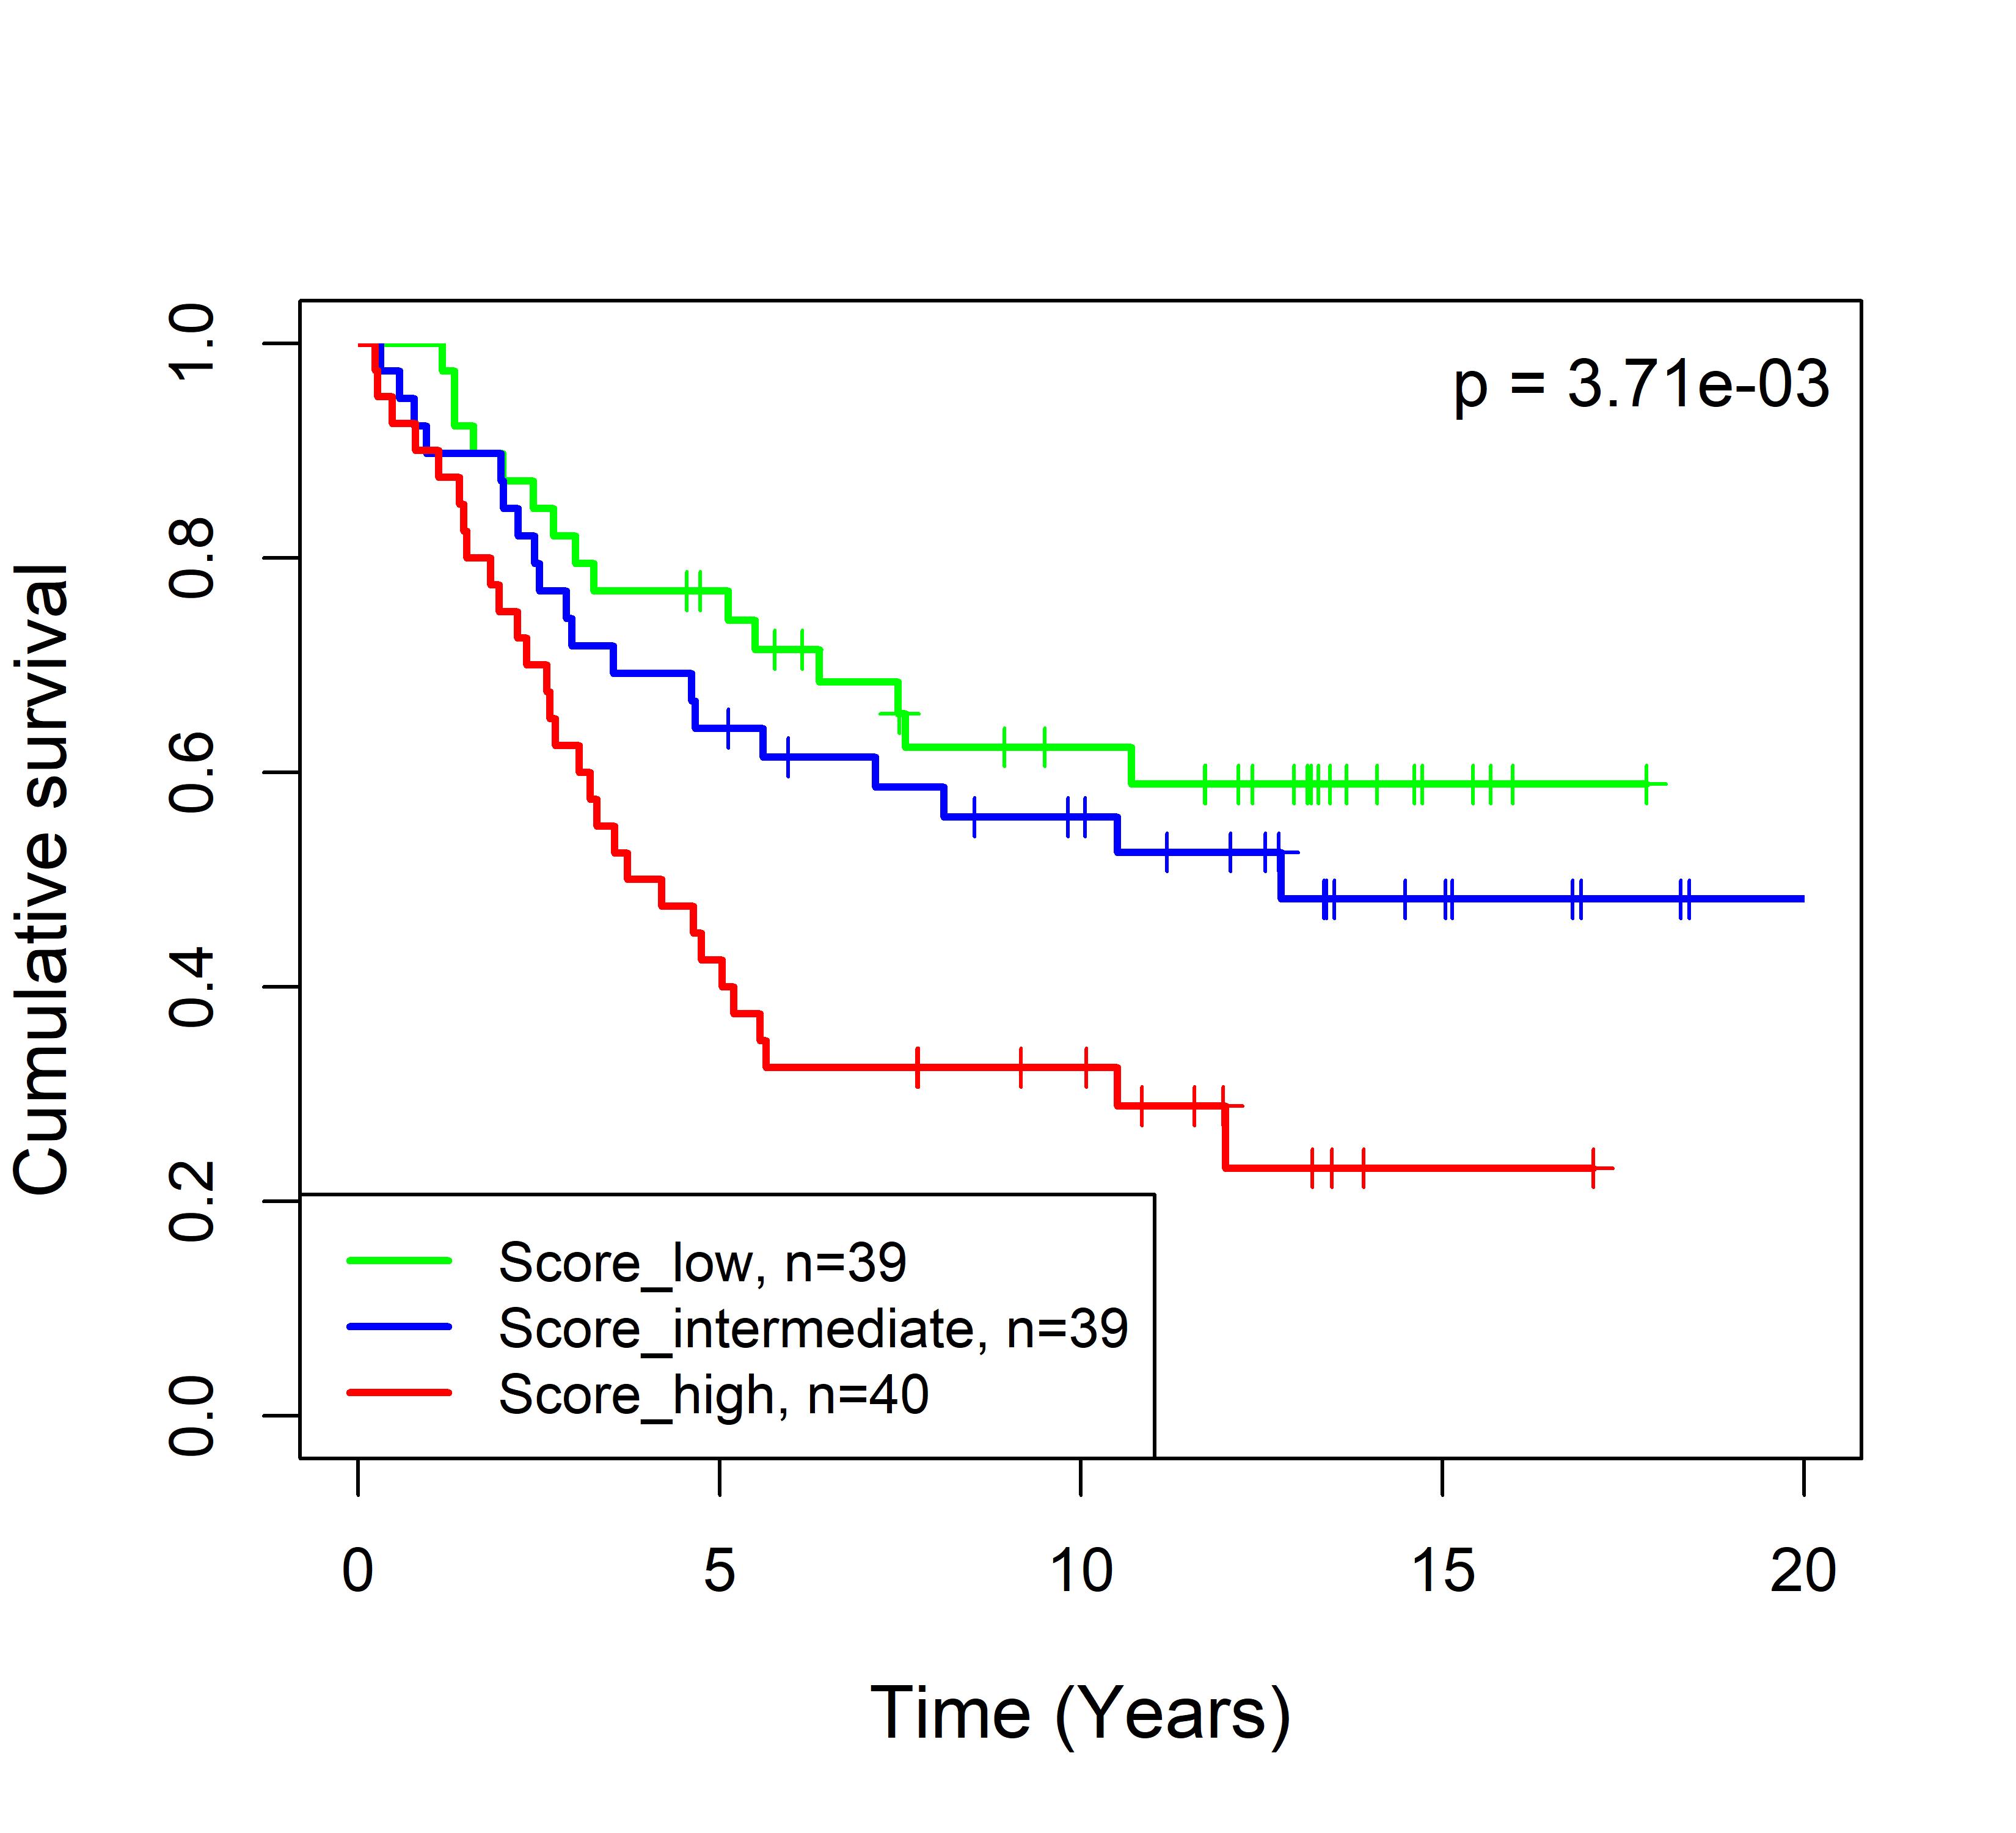 p = 3.71e-03
Cumulative survival
1.0
0.8
0.6
0.4
0.2
0.0
Score_low, n=39
Score_intermediate, n=39
Score_high, n=40
0 5 10 15 20
Time (Years)